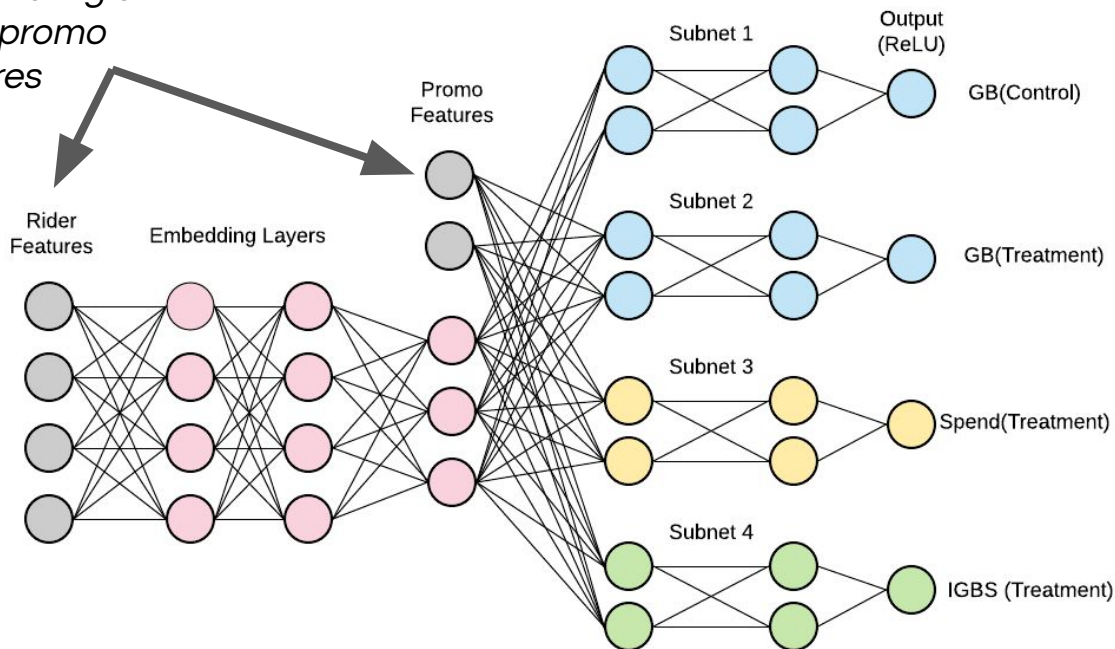 promo
Rider
Features
Embedding Layers
Promo
Features
Subnet 1
Output
(ReLU)
GB(Control)
Subnet 2
GB(Treatment)
Subnet 3
Spend(Treatment)
Subnet 4
IGBS (Treatment)